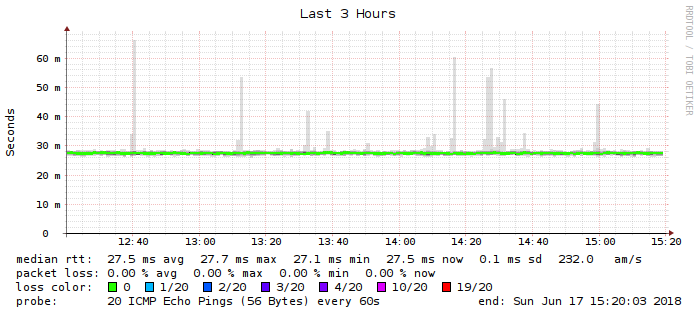 Last 3 Hours
RRDTOOL / TOBI OETIKER
Seconds
60 m
50 m
40 m
30 m
20 m
10 m
0
12:40 13:00 13:20 13:40 14:00 14:20 14:40 15:00 15:20
median rtt: 27.5 ms avg 27.7 ms max 27.1 ms min 27.5 ms now 0.1 ms sd 232.0 am/s
packet loss: 0.00 % avg 0.00 % max 0.00 % min 0.00 % now
loss color: 0 1/20 2/20 3/20 4/20 10/20 19/20
probe: 20 ICMP Echo Pings (56 Bytes) every 60s end: Sun Jun 17 15:20:03 2018